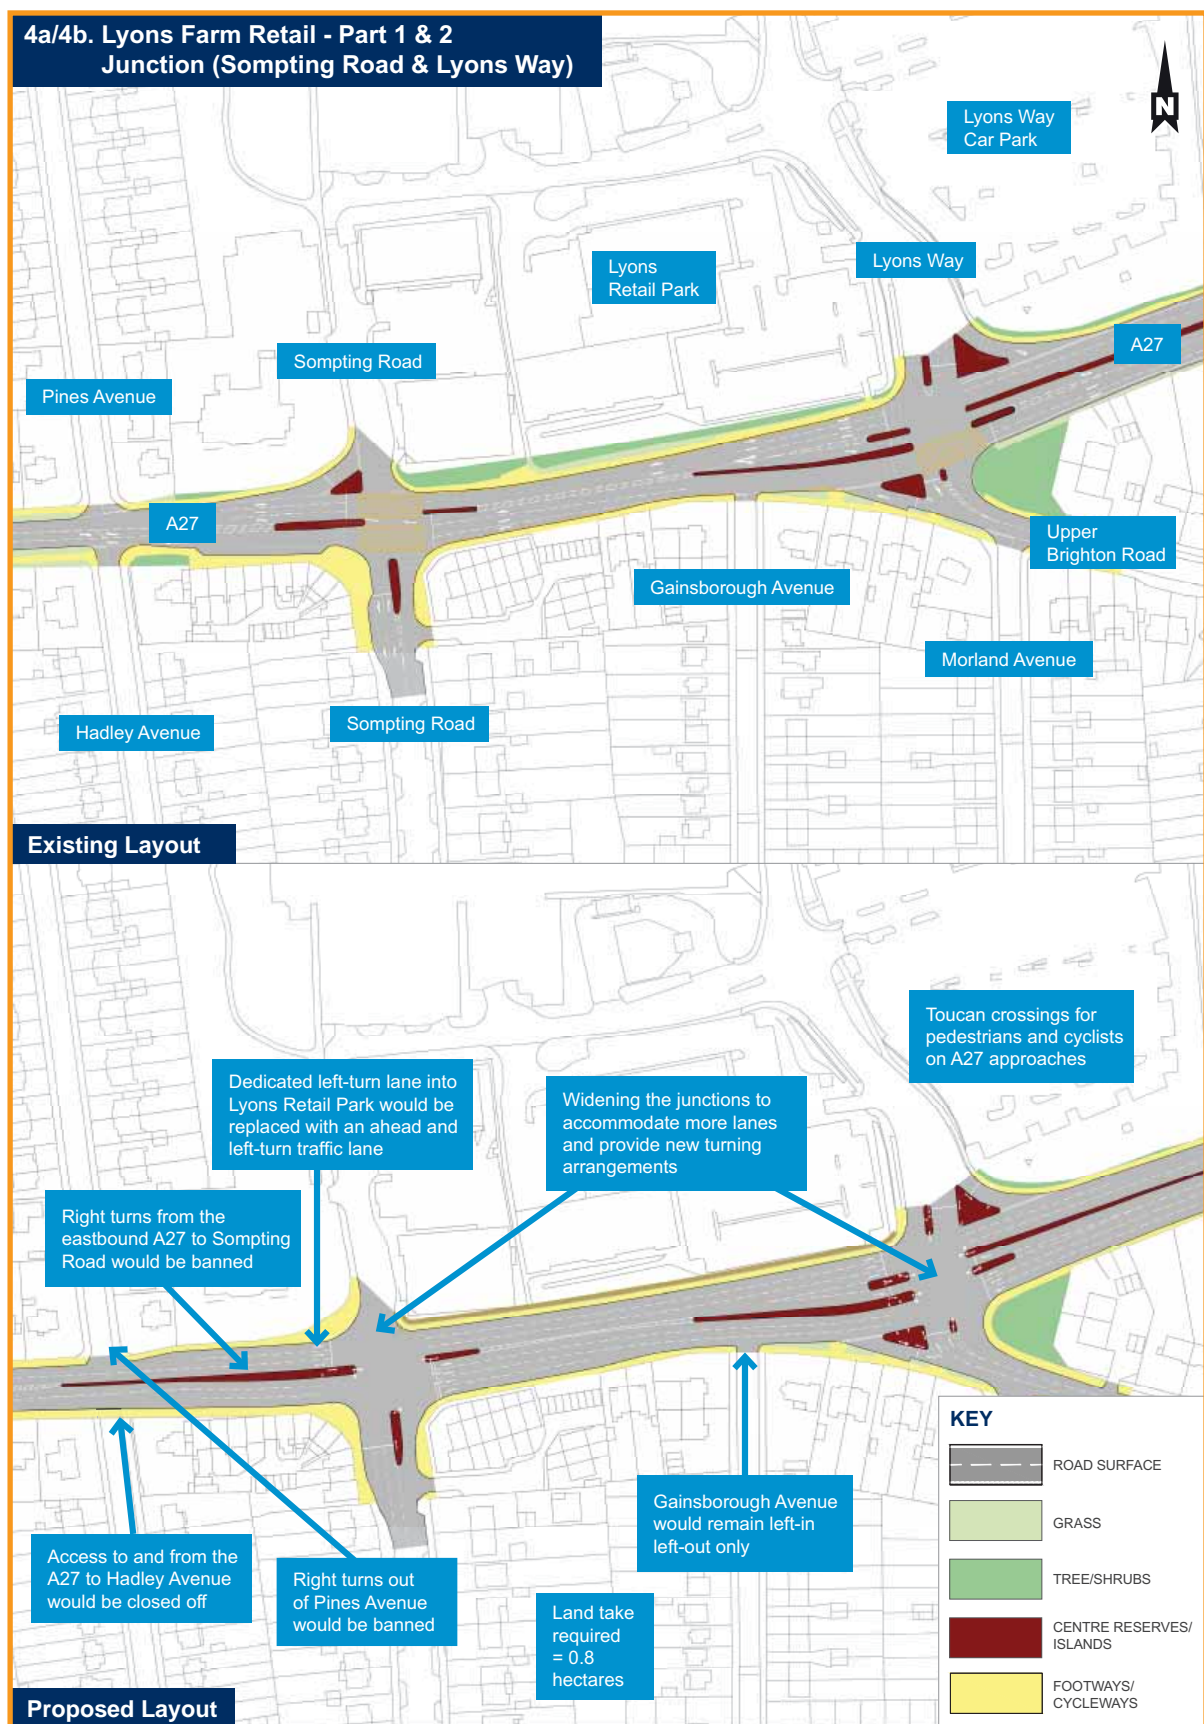 4a/4b. Lyons Farm Retail - Part 1 & 2
Junction (Sompting Road & Lyons Way)
N
Lyons Way
Car Park
Lyons
Retail Park
Lyons Way
A27
Sompting Road
Pines Avenue
A27
Upper
Brighton Road
Gainsborough Avenue
Morland Avenue
Sompting Road
Hadley Avenue
Existing Layout
Toucan crossings for
pedestrians and cyclists
on A27 approaches
Dedicated left-turn lane into
Lyons Retail Park would be
replaced with an ahead and
left-turn traffic lane
Widening the junctions to
accommodate more lanes
and provide new turning
arrangements
Right turns from the
eastbound A27 to Sompting
Road would be banned
Gainsborough Avenue
would remain left-in
left-out only
Access to and from the
A27 to Hadley Avenue
would be closed off
Right turns out
of Pines Avenue
would be banned
Land take
required
= 0.8
hectares
KEY
ROAD SURFACE
GRASS
TREE/SHRUBS
CENTRE RESERVES/
ISLANDS
FOOTWAYS/
CYCLEWAYS
Proposed Layout